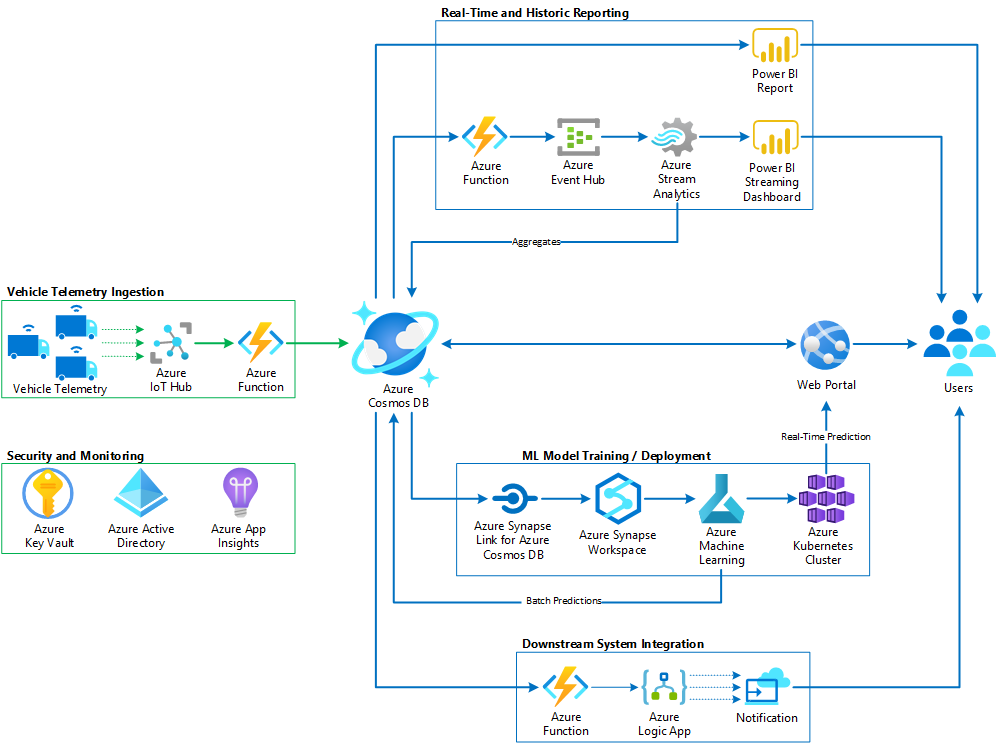 Real-Time and Historic Reporting
Power BI
Report
Azure
Function
Azure
Event Hub
Azure
Stream
Analytics
Power BI
Streaming
Dashboard
Aggregates
Vehicle Telemetry Ingestion
Vehicle Telemetry
Azure
IoT Hub
Azure
Function
Azure
Cosmos DB
Web Portal
Users
Real-Time Prediction
Security and Monitoring
Azure
Key Vault
Azure Active
Directory
Azure App
Insights
ML Model Training / Deployment
Azure Synapse
Link for Azure
Cosmos DB
Azure Synapse
Workspace
Azure
Machine
Learning
Azure
Kubernetes
Cluster
Batch Predictions
Downstream System Integration
Azure
Function
Azure
Logic App
Notification